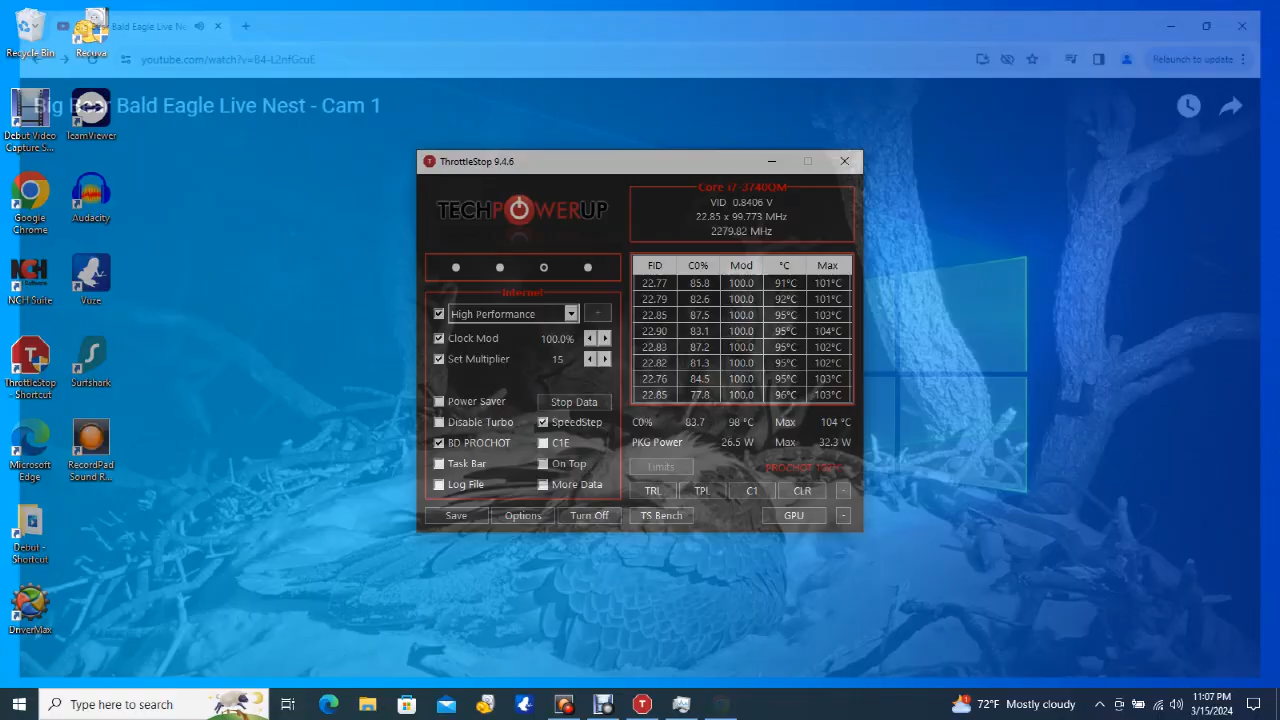 Big Bear Bald Eagle Live Ne
youtube.com/watch?v=B4-L2nfGcuE
Relaunch to update
Big Bear Bald Eagle Live Nest - Cam 1
Recycle Bin
Recuva
Debut Video
Capture S...
TeamViewer
Google
Chrome
Audacity
NCH Suite
Vuze
ThrottleStop
- Shortcut
Surfshark
Microsoft
Edge
RecordPad
Sound R...
Debut -
Shortcut
DriverMax
ThrottleStop 9.4.6
TECHPOWERUP
Core i7-3740QM
VID 0.8406 V
22.85 x 99.773 MHz
2279.82 MHz
Internet
High Performance
+
Clock Mod 100.0%
Set Multiplier 15
Power Saver Stop Data
Disable Turbo SpeedStep
BD PROCHOT C1E
Task Bar On Top
Log File More Data
Save Options Turn Off
FID C0% Mod °C Max
22.77 85.8 100.0 91°C 101°C
22.79 82.6 100.0 92°C 101°C
22.85 87.5 100.0 95°C 103°C
22.90 83.1 100.0 95°C 104°C
22.83 87.2 100.0 95°C 102°C
22.82 81.3 100.0 95°C 102°C
22.76 84.5 100.0 95°C 103°C
22.85 77.8 100.0 96°C 103°C
C0% 83.7 98 °C Max 104 °C
PKG Power 26.5 W Max 32.3 W
Limits PROCHOT
TRL TPL C1 CLR -
TS Bench GPU -
Type here to search
72°F Mostly cloudy
11:07 PM
3/15/2024